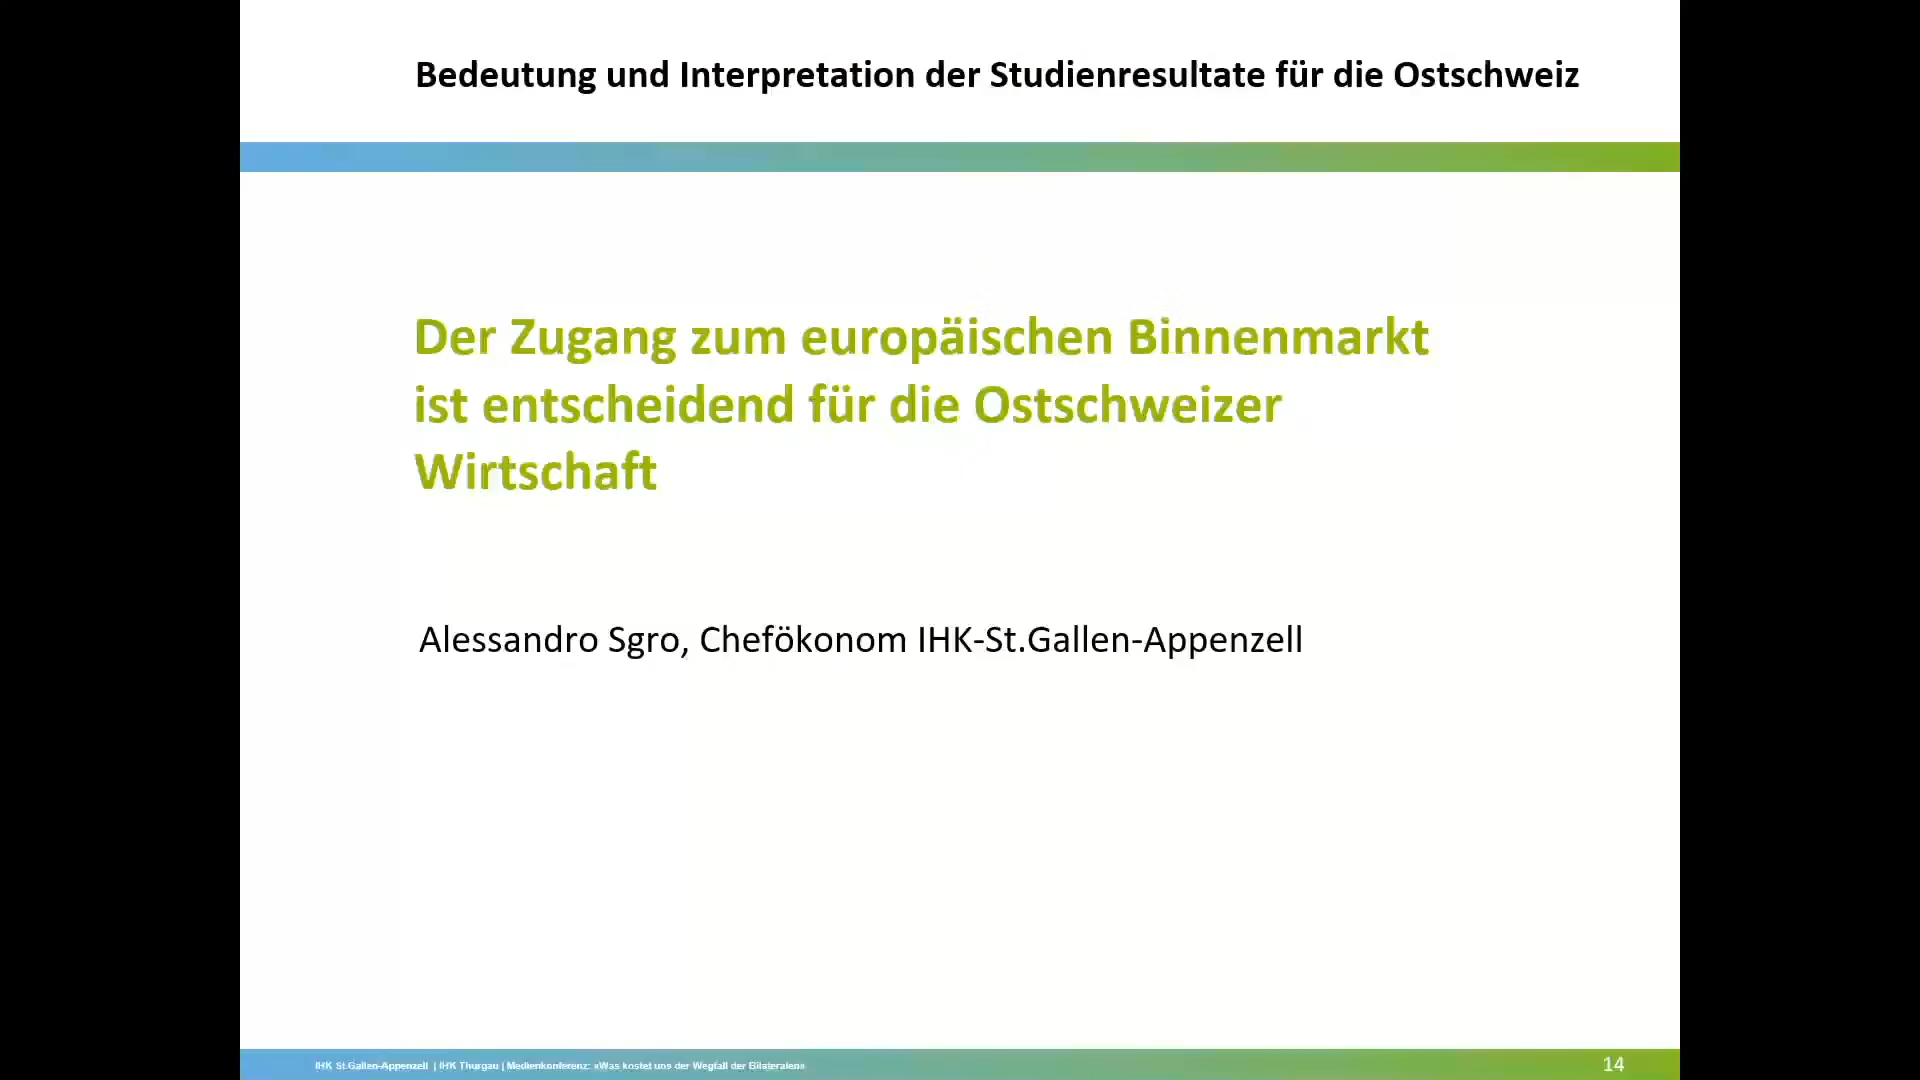 Bedeutung und Interpretation der Studienresultate für die Ostschweiz
Der Zugang zum europäischen Binnenmarkt
ist entscheidend für die Ostschweizer
Wirtschaft
Alessandro Sgro, Chefökonom IHK-St.Gallen-Appenzell
IHK St.Gallen-Appenzell | IHK Thurgau | Medienkonferenz: «Was kostet uns der Wegfall der Bilateralen»
14